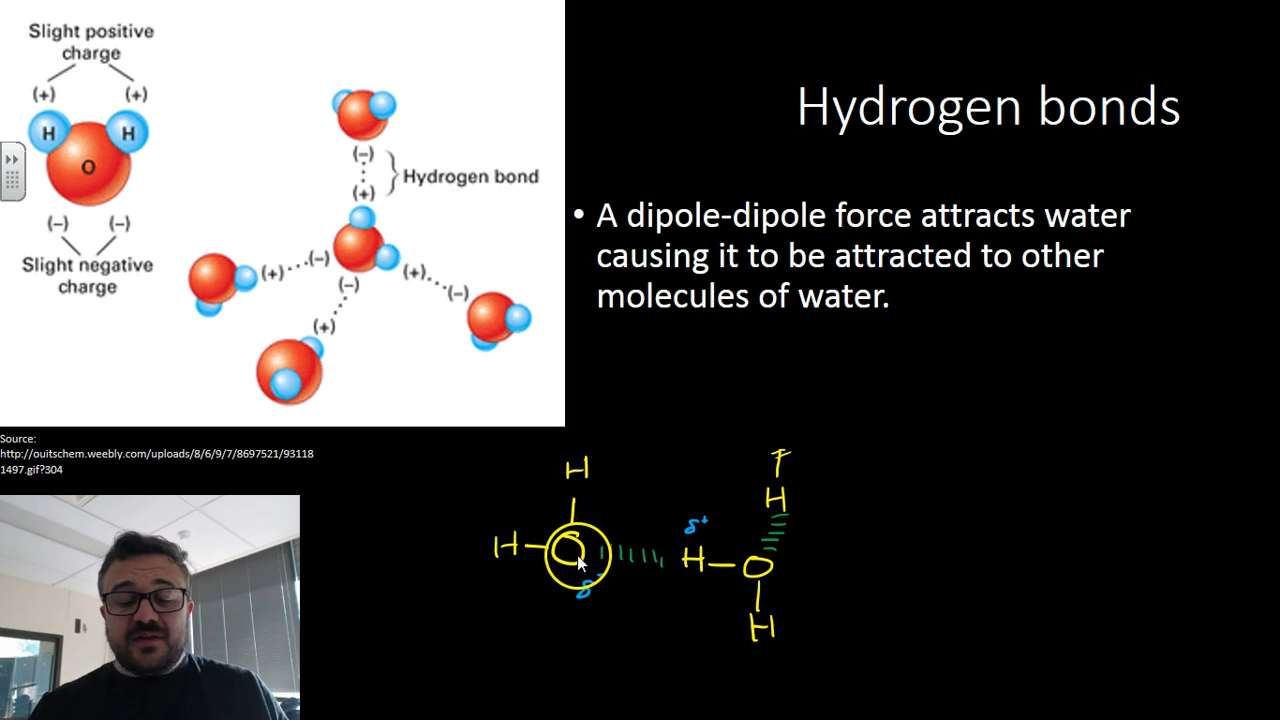 Slight positive
charge
(+) (+)
H H
O
(–) (–)
Slight negative
charge
(–)
(+)
Hydrogen bond
(+) (–)
(–)
(+)
(+) (–)
Hydrogen bonds
• A dipole-dipole force attracts water
causing it to be attracted to other
molecules of water.
Source:
http://ouitschem.weebly.com/uploads/8/6/9/7/8697521/93118
1497.gif?304
H
F
H
δ+
H O H O
δ-
H